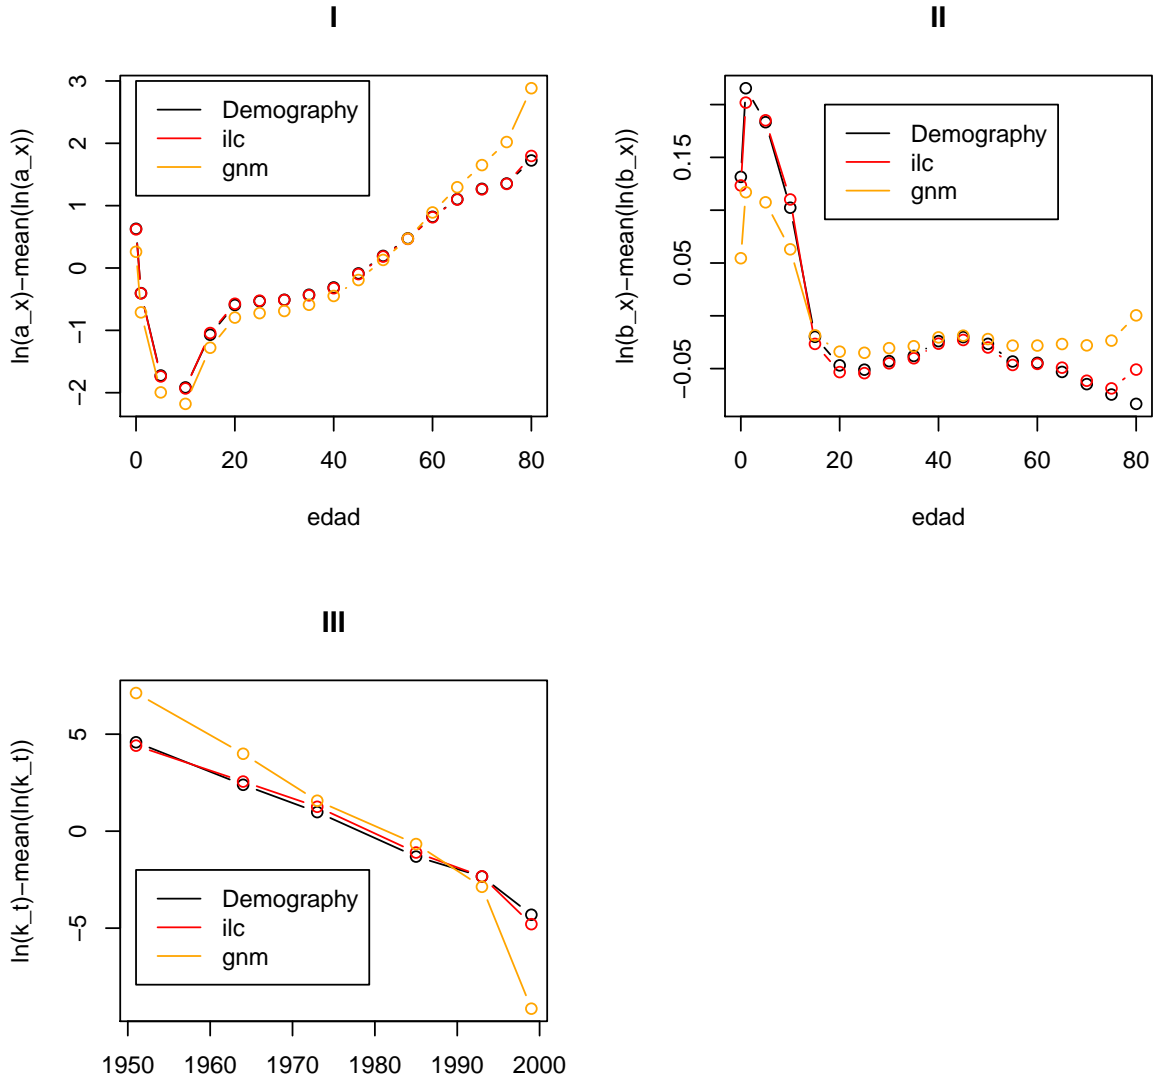 I
ln(a_x)−mean(ln(a_x))
3
2
1
0
−1
−2
Demography
ilc
gnm
0 20 40 60 80
edad
II
ln(b_x)−mean(ln(b_x))
0.15
0.05
−0.05
Demography
ilc
gnm
0 20 40 60 80
edad
III
ln(k_t)−mean(ln(k_t))
5
0
−5
Demography
ilc
gnm
1950 1960 1970 1980 1990 2000